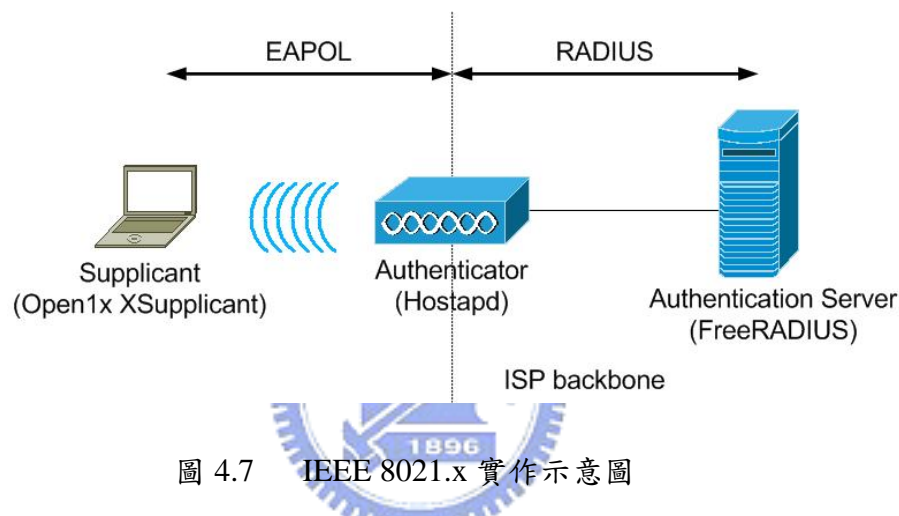 EAPOL
RADIUS
Supplicant
(Open1x XSupplicant)
Authenticator
(Hostapd)
Authentication Server
(FreeRADIUS)
ISP backbone
1896
圖 4.7 IEEE 8021.x 實作示意圖